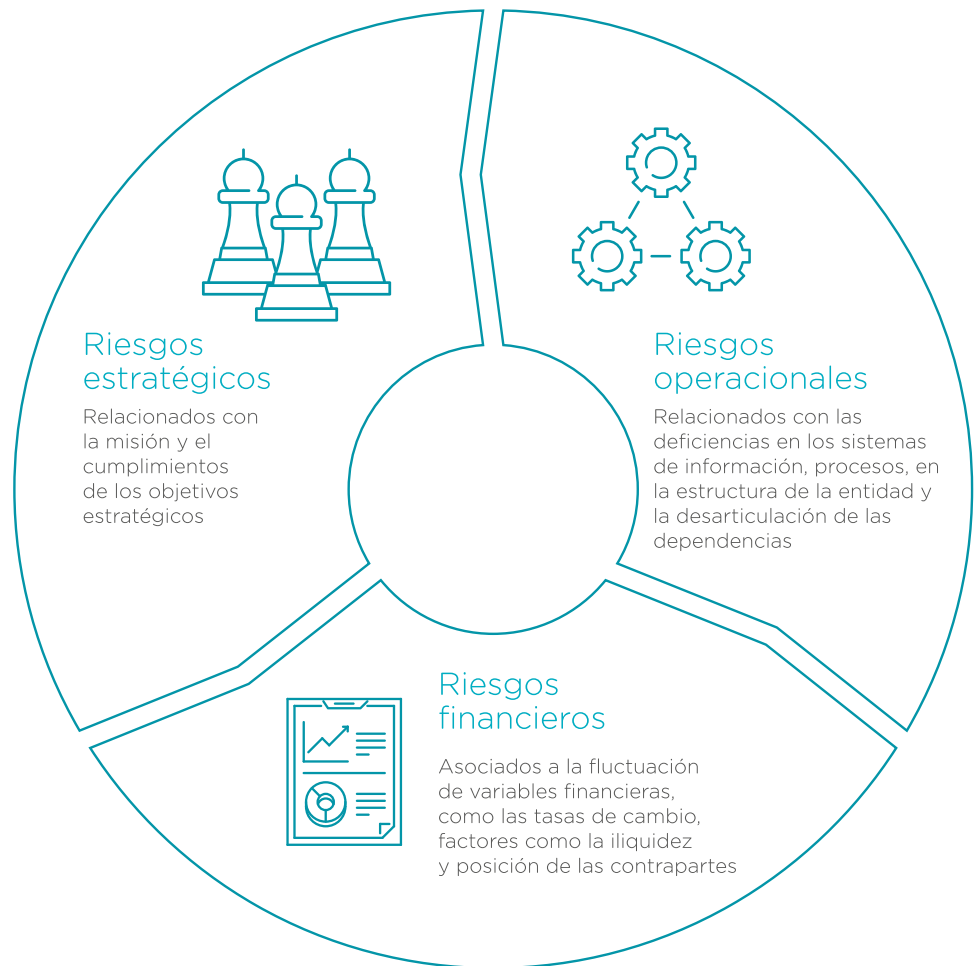 Riesgos
estratégicos
Relacionados con
la misión y el
cumplimientos
de los objetivos
estratégicos
Riesgos
operacionales
Relacionados con las
deficiencias en los sistemas
de información, procesos, en
la estructura de la entidad y
la desarticulación de las
dependencias
Riesgos
financieros
Asociados a la fluctuación
de variables financieras,
como las tasas de cambio,
factores como la iliquidez
y posición de las contrapartes